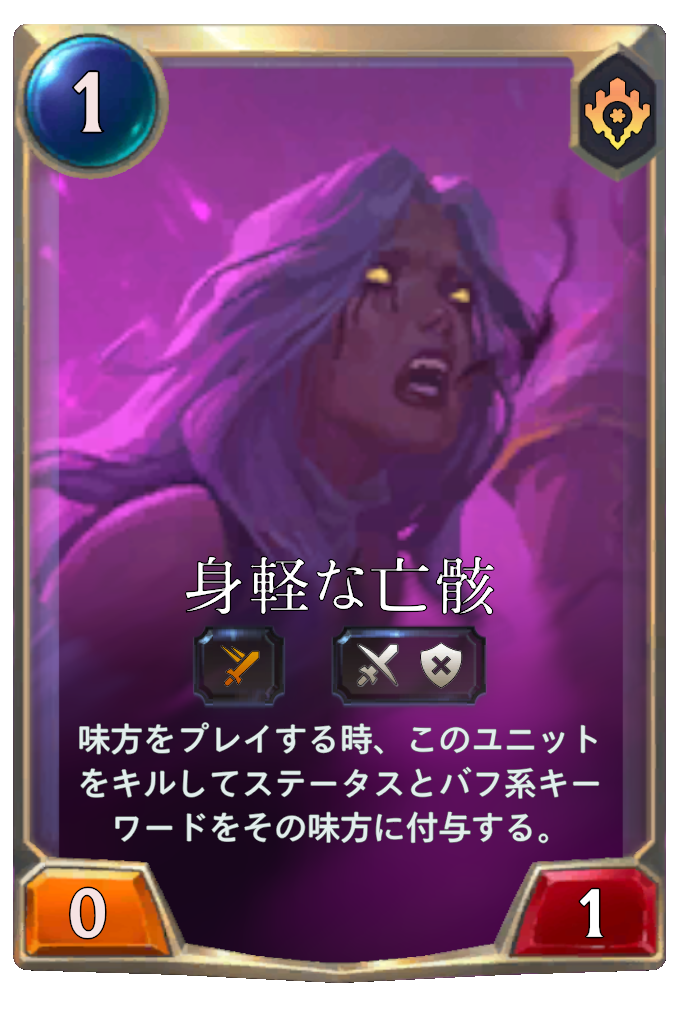 1
身軽な亡骸
味方をプレイする時、このユニット
をキルしてステータスとバフ系キー
ワードをその味方に付与する。
0
1